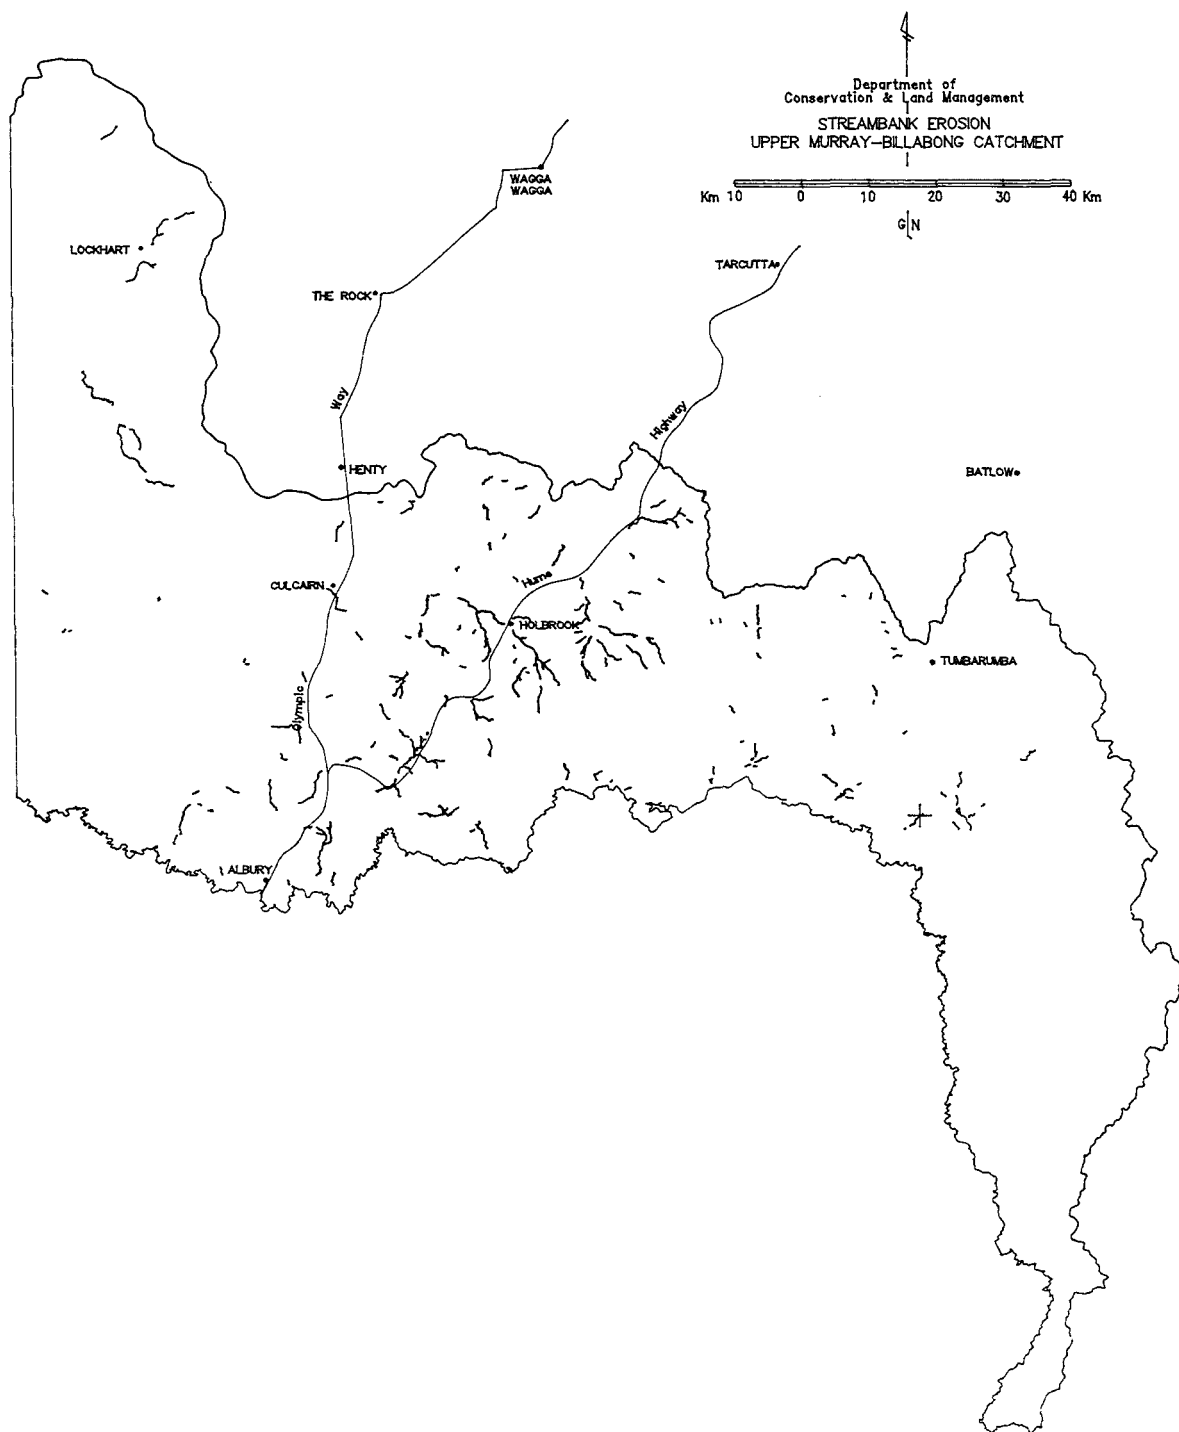 Department of
Conservation & Land Management
STREAMBANK EROSION
UPPER MURRAY-BILLABONG CATCHMENT
Km 10 0 10 20 30 40 Km
G N
WAGGA
WAGGA
LOCKHART
TARCUTTA
THE ROCK
Way
Highway
HENTY
BATLOW
Hume
CULCAIRN
HOLBROOK
TUMBARUMBA
Olympic
ALBURY